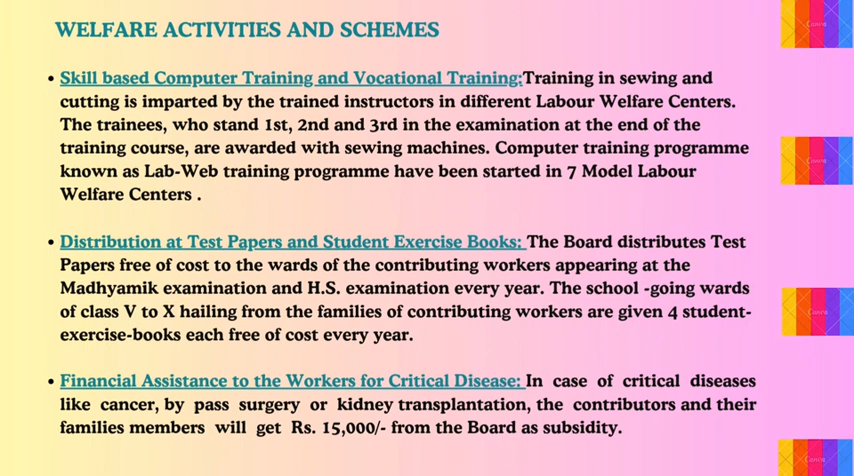 WELFARE ACTIVITIES AND SCHEMES
Canva
• Skill based Computer Training and Vocational Training:Training in sewing and
cutting is imparted by the trained instructors in different Labour Welfare Centers.
The trainees, who stand 1st, 2nd and 3rd in the examination at the end of the
training course, are awarded with sewing machines. Computer training programme
known as Lab-Web training programme have been started in 7 Model Labour
Welfare Centers .
Canva
• Distribution at Test Papers and Student Exercise Books: The Board distributes Test
Papers free of cost to the wards of the contributing workers appearing at the
Madhyamik examination and H.S. examination every year. The school -going wards
of class V to X hailing from the families of contributing workers are given 4 student-
exercise-books each free of cost every year.
Canva
• Financial Assistance to the Workers for Critical Disease: In case of critical diseases
like cancer, by pass surgery or kidney transplantation, the contributors and their
families members will get Rs. 15,000/- from the Board as subsidity.
Canva